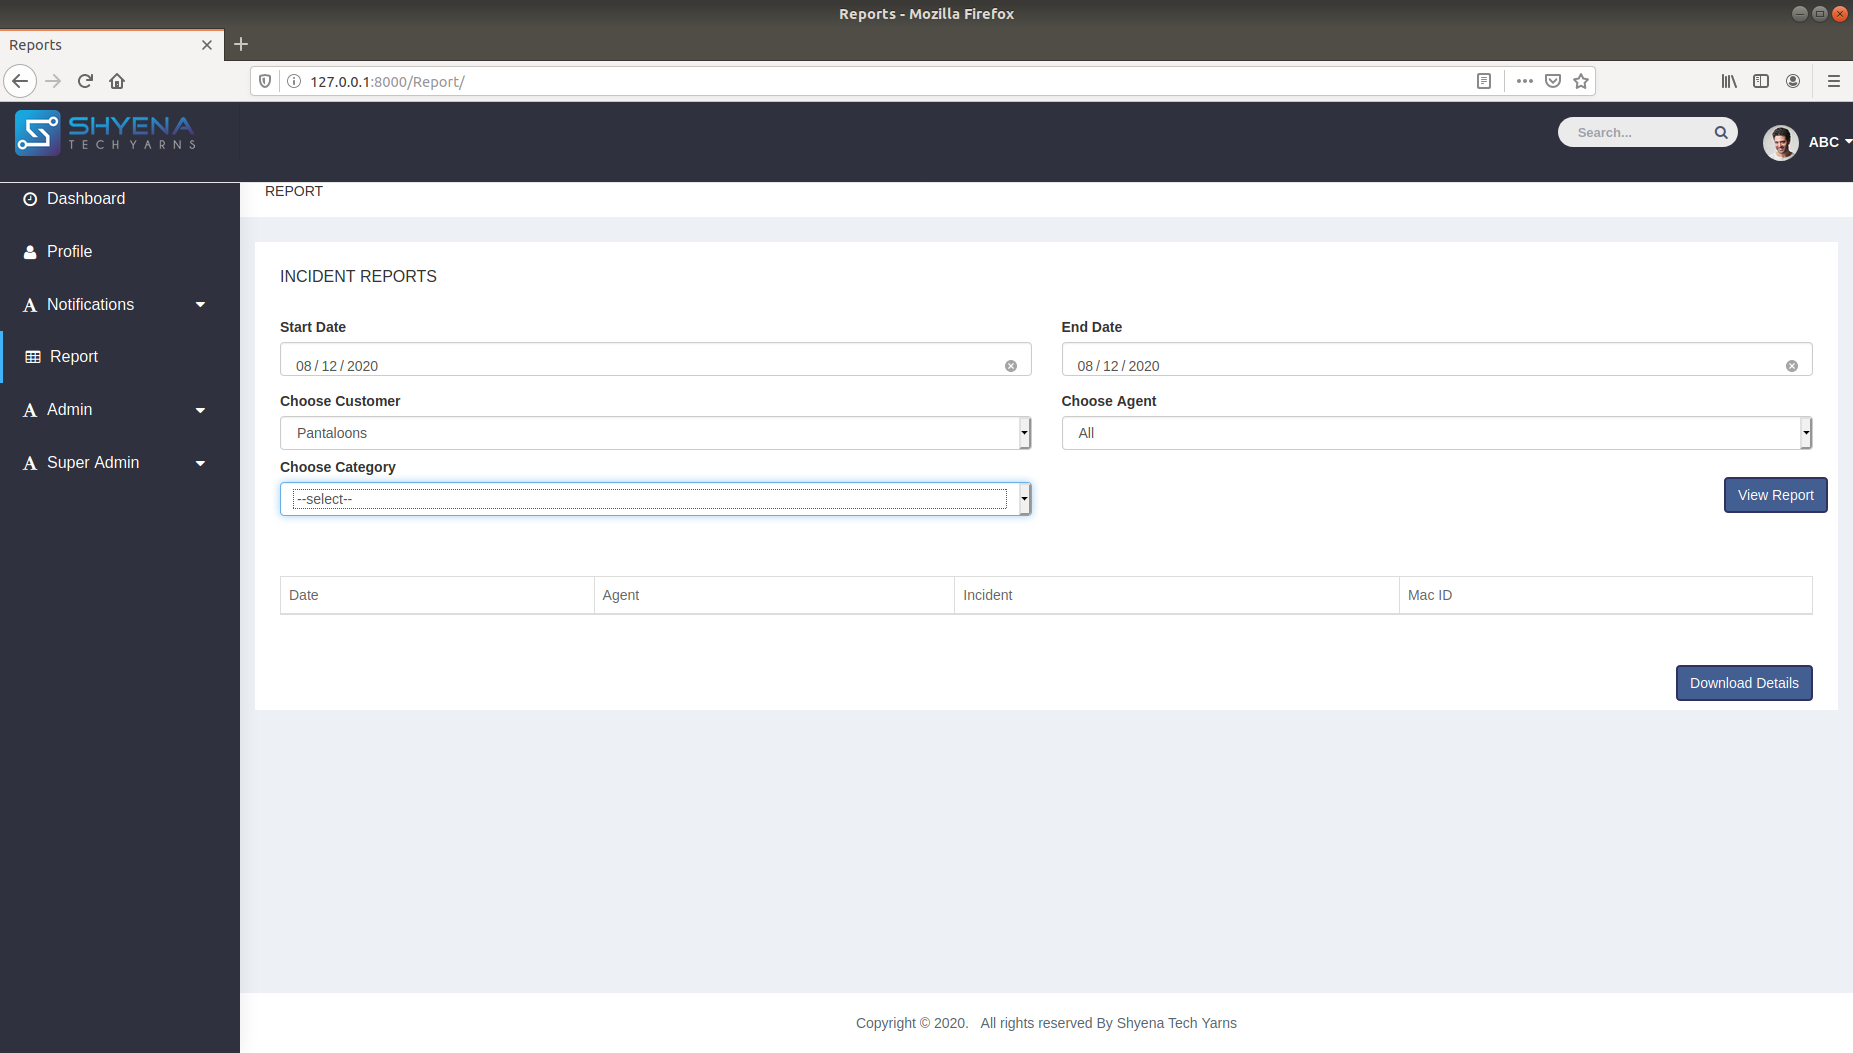 Reports - Mozilla Firefox
Reports
127.0.0.1:8000/Report/
SHYENA
TECH YARNS
Search...
ABC
Dashboard
Profile
Notifications
Report
Admin
Super Admin
REPORT
INCIDENT REPORTS
Start Date
End Date
08 / 12 / 2020
08 / 12 / 2020
Choose Customer
Choose Agent
Pantaloons
All
Choose Category
--select--
View Report
Date Agent Incident Mac ID
Download Details
Copyright © 2020. All rights reserved By Shyena Tech Yarns